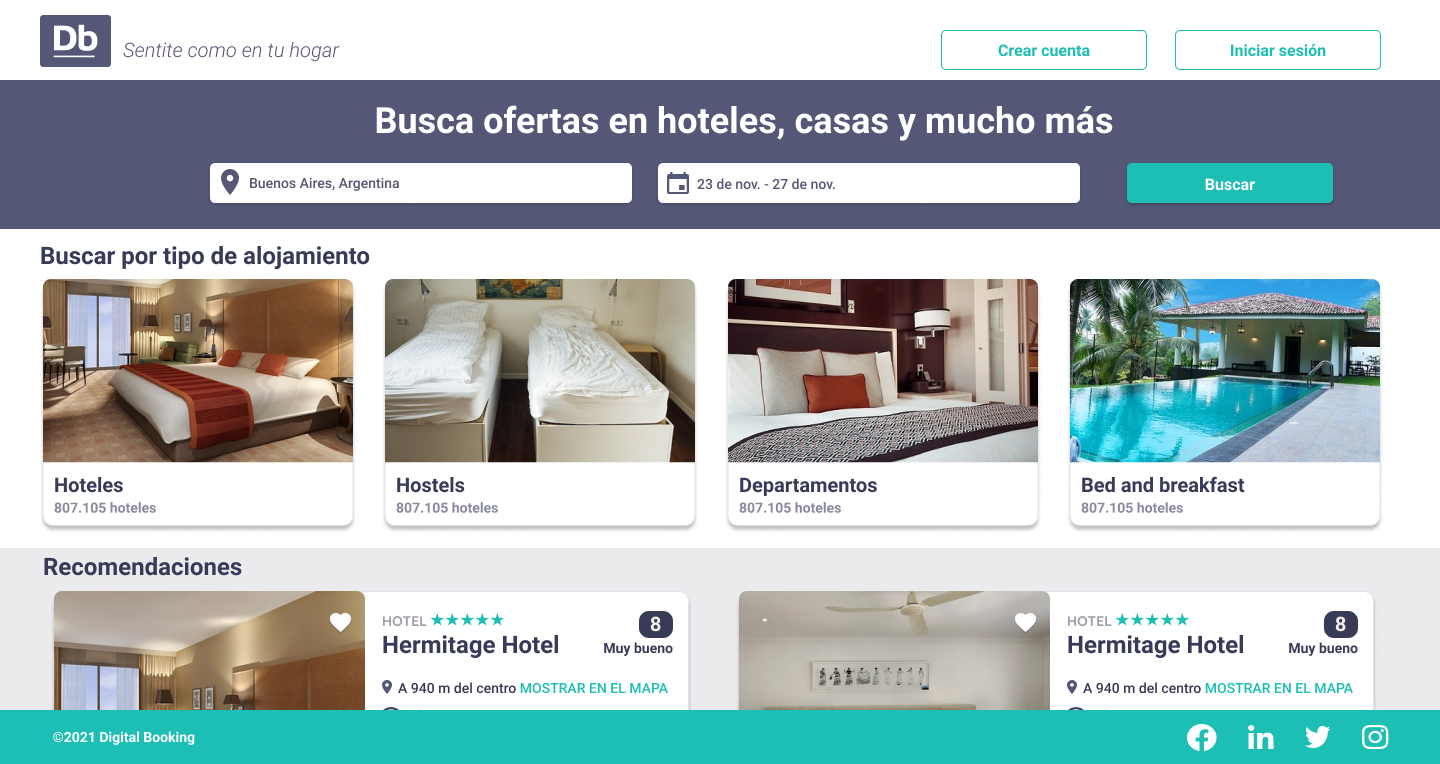 Db
Sentite como en tu hogar
Crear cuenta
Iniciar sesión
Busca ofertas en hoteles, casas y mucho más
Buenos Aires, Argentina
23 de nov. - 27 de nov.
Buscar
Buscar por tipo de alojamiento
Hoteles
807.105 hoteles
Hostels
807.105 hoteles
Departamentos
807.105 hoteles
Bed and breakfast
807.105 hoteles
Recomendaciones
HOTEL
8
Hermitage Hotel
Muy bueno
A 940 m del centro MOSTRAR EN EL MAPA
HOTEL
8
Hermitage Hotel
Muy bueno
A 940 m del centro MOSTRAR EN EL MAPA
©2021 Digital Booking